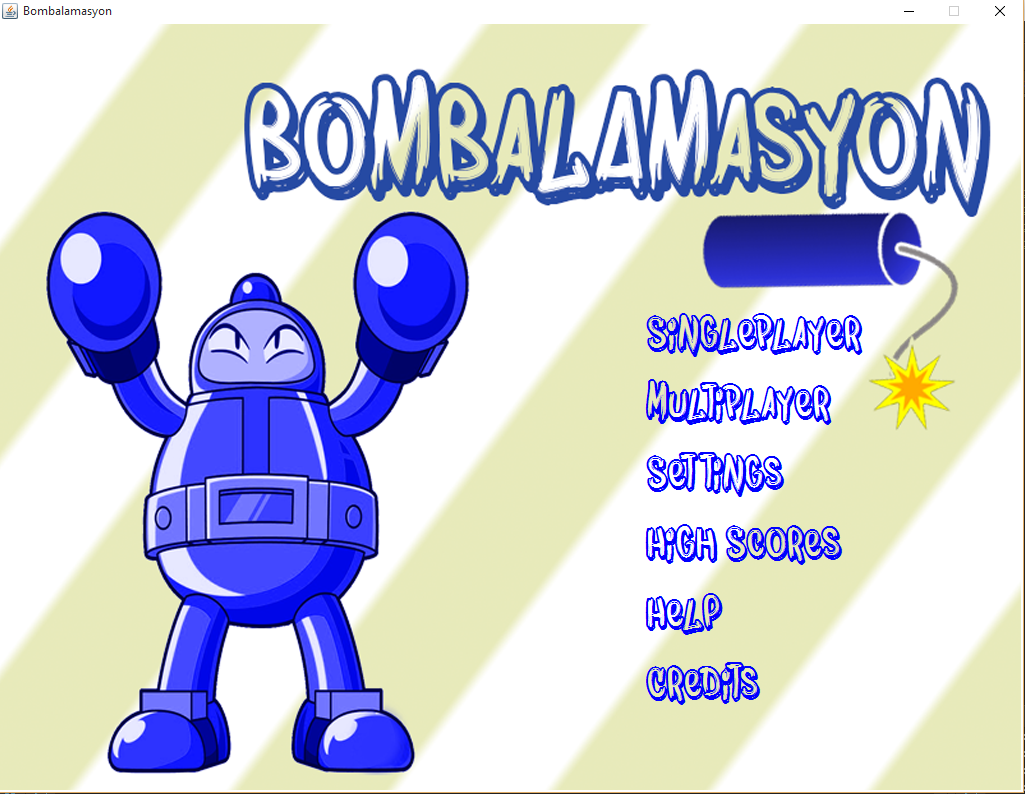 Bombalamasyon
BOMBALAMASYON
SiNGLePLAYeR
MuLTiPLAYeR
SeTTiNGS
HiGH SCoReS
HeLP
CReDiTS